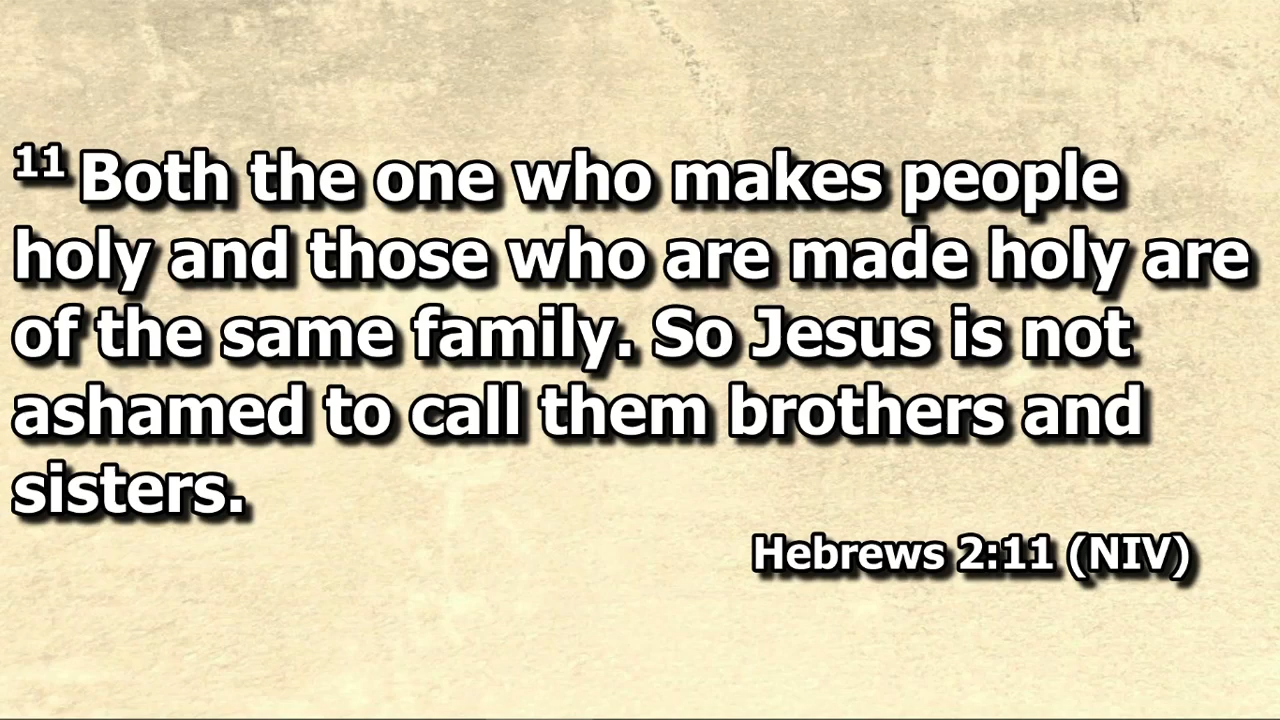 11 Both the one who makes people
holy and those who are made holy are
of the same family. So Jesus is not
ashamed to call them brothers and
sisters.
Hebrews 2:11 (NIV)